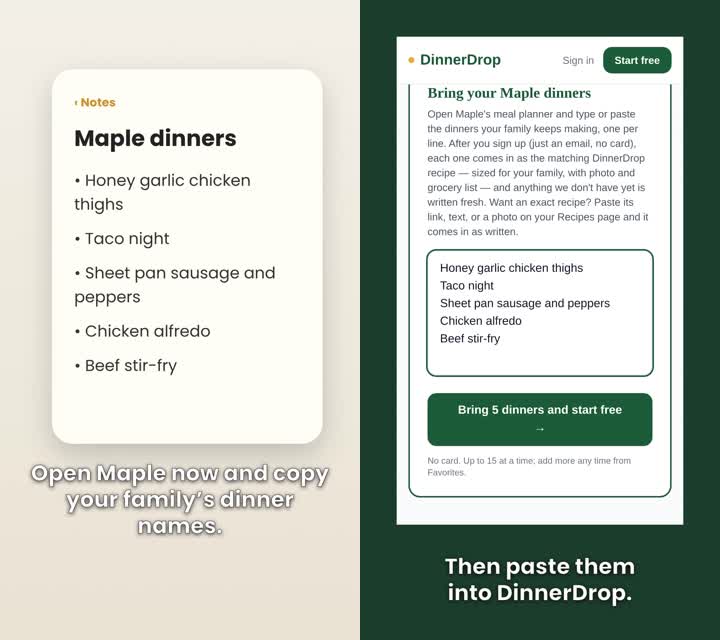 Notes
Maple dinners
• Honey garlic chicken
thighs
• Taco night
• Sheet pan sausage and
peppers
• Chicken alfredo
• Beef stir-fry
Open Maple now and copy
your family's dinner
names.
DinnerDrop
Sign in
Start free
Bring your Maple dinners
Open Maple's meal planner and type or paste
the dinners your family keeps making, one per
line. After you sign up (just an email, no card),
each one comes in as the matching DinnerDrop
recipe — sized for your family, with photo and
grocery list — and anything we don't have yet is
written fresh. Want an exact recipe? Paste its
link, text, or a photo on your Recipes page and it
comes in as written.
Honey garlic chicken thighs
Taco night
Sheet pan sausage and peppers
Chicken alfredo
Beef stir-fry
Bring 5 dinners and start free
→
No card. Up to 15 at a time; add more any time from
Favorites.
Then paste them
into DinnerDrop.